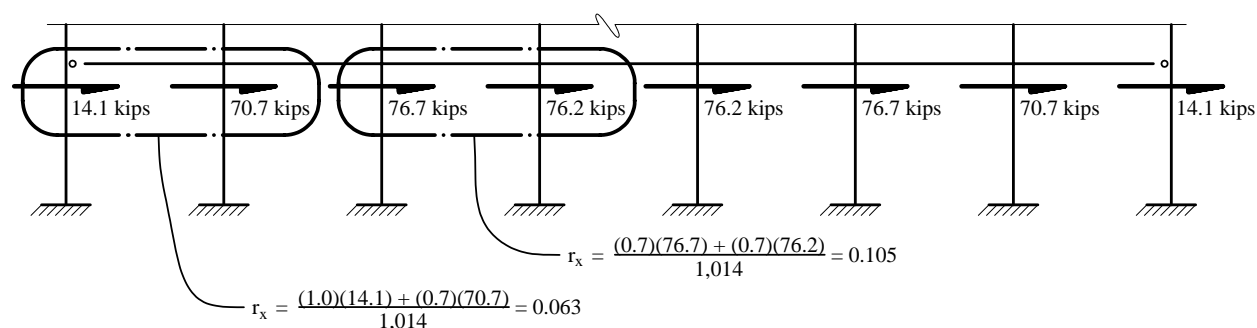 14.1 kips 70.7 kips 76.7 kips 76.2 kips 76.2 kips 76.7 kips 70.7 kips 14.1 kips
r_x = (0.7)(76.7) + (0.7)(76.2) / 1,014 = 0.105
r_x = (1.0)(14.1) + (0.7)(70.7) / 1,014 = 0.063